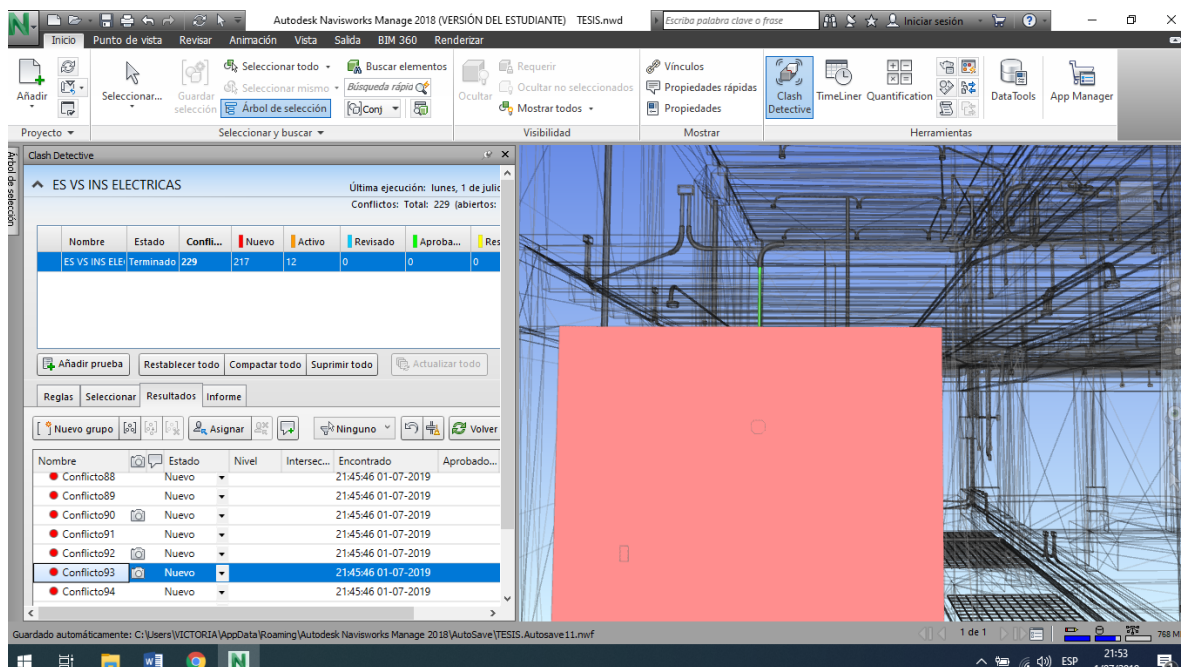 Autodesk Navisworks Manage 2018 (VERSIÓN DEL ESTUDIANTE) TESIS.nwd
Escriba palabra clave o frase
Iniciar sesión
Inicio Punto de vista Revisar Animación Vista Salida BIM 360 Renderizar
Añadir
Seleccionar...
Guardar selección
Seleccionar todo
Seleccionar mismo
Árbol de selección
Buscar elementos
Búsqueda rápid
Conj
Ocultar
Requerir
Ocultar no seleccionados
Mostrar todos
Vínculos
Propiedades rápidas
Propiedades
Clash Detective
TimeLiner Quantification
DataTools App Manager
Proyecto Seleccionar y buscar Visibilidad Mostrar Herramientas
Árbol de selección
Clash Detective
ES VS INS ELECTRICAS
Última ejecución: lunes, 1 de julic
Conflictos: Total: 229 (abiertos:
Nombre Estado Confli... Nuevo Activo Revisado Aproba... Res
ES VS INS ELE Terminado 229 217 12 0 0 0
Añadir prueba Restablecer todo Compactar todo Suprimir todo Actualizar todo
Reglas Seleccionar Resultados Informe
Nuevo grupo Asignar Ninguno Volver
Nombre Estado Nivel Intersec... Encontrado Aprobado...
Conflicto88 Nuevo 21:45:46 01-07-2019
Conflicto89 Nuevo 21:45:46 01-07-2019
Conflicto90 Nuevo 21:45:46 01-07-2019
Conflicto91 Nuevo 21:45:46 01-07-2019
Conflicto92 Nuevo 21:45:46 01-07-2019
Conflicto93 Nuevo 21:45:46 01-07-2019
Conflicto94 Nuevo 21:45:46 01-07-2019
Guardado automáticamente: C:\Users\VICTORIA\AppData\Roaming\Autodesk Navisworks Manage 2018\AutoSave\TESIS.Autosave11.nwf
1 de 1
768 M
ESP
21:53